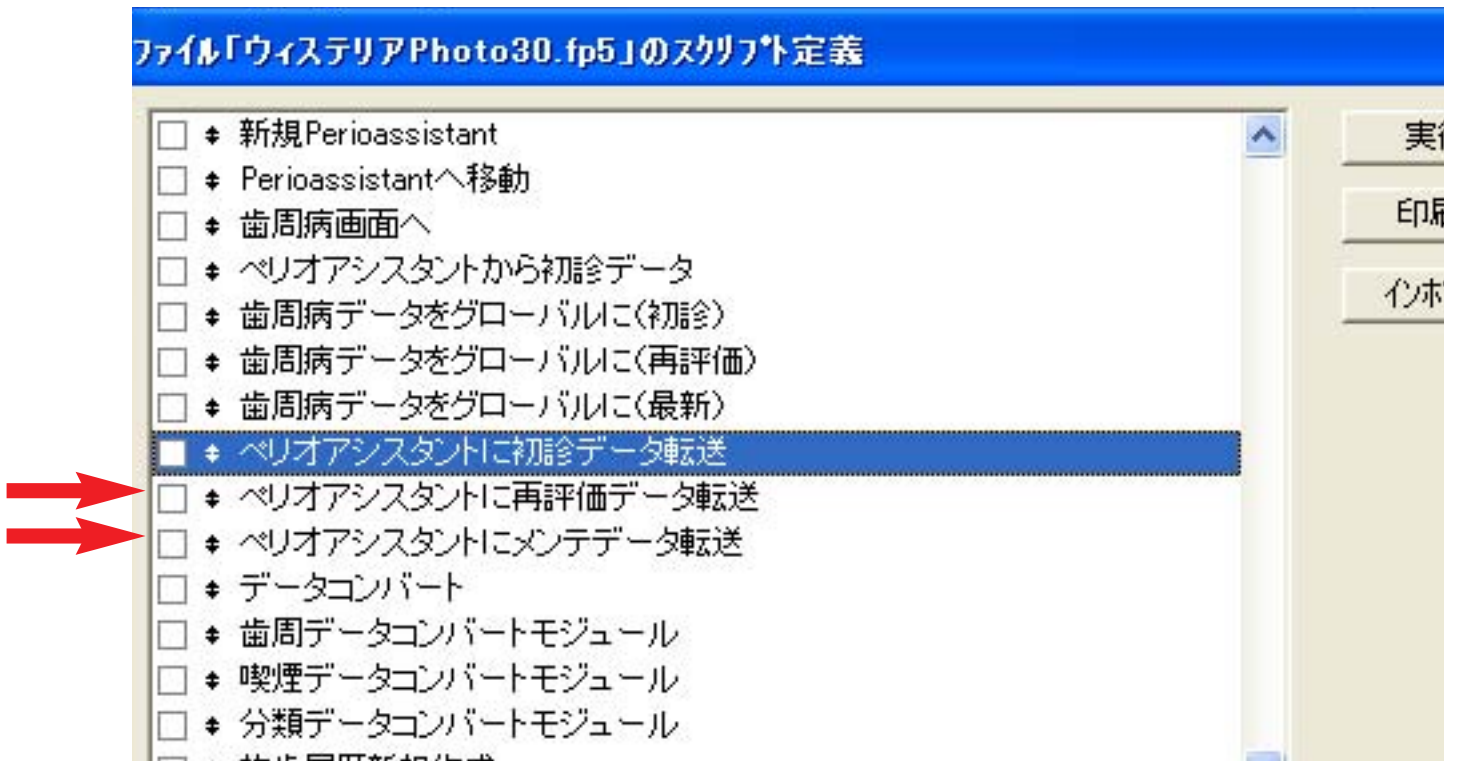 ファイル「ウィステリアPhoto30.fp5」のスクリプト定義
新規Perioassistant
Perioassistantへ移動
歯周病画面へ
ペリオアシスタントから初診データ
歯周病データをグローバルに(初診)
歯周病データをグローバルに(再評価)
歯周病データをグローバルに(最新)
ペリオアシスタントに初診データ転送
ペリオアシスタントに再評価データ転送
ペリオアシスタントにメンテデータ転送
データコンバート
歯周データコンバートモジュール
喫煙データコンバートモジュール
分類データコンバートモジュール
実
印刷
インポ